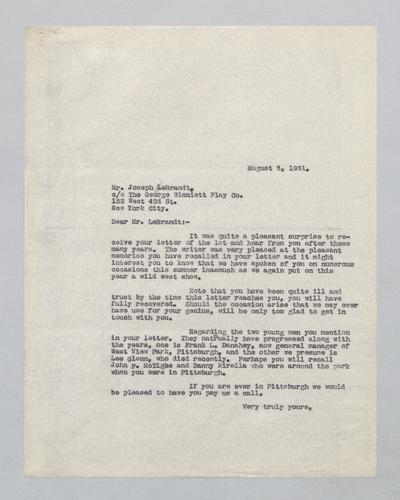 August 3, 1931.
Mr. Joseph LeBrandt,
c/o The George Winniett Play Co.
152 West 42d St.
New York City.
Dear Mr. LeBrandt:-
It was quite a pleasant surprise to re-
ceive your letter of the 1st and hear from you after these
many years. The writer was very pleased at the pleasant
memories you have recalled in your letter and it might
interest you to know that we have spoken of you on numerous
occasions this summer inasmuch as we again put on this
year a wild west show.
Note that you have been quite ill and
trust by the time this letter reaches you, you will have
fully recovered. Should the occasion arise that we may ever
have use for your genius, will be only too glad to get in
touch with you.
Regarding the two young men you mention
in your letter. They naturally have progressed along with
the years, one is Frank L. Danahey, now general manager of
West View Park, Pittsburgh, and the other we presume is
Lee Glenn, who died recently. Perhaps you will recall
John P. McTighe and Danny Nirella who were around the park
when you were in Pittsburgh.
If you are ever in Pittsburgh we would
be pleased to have you pay us a call.
Very truly yours,